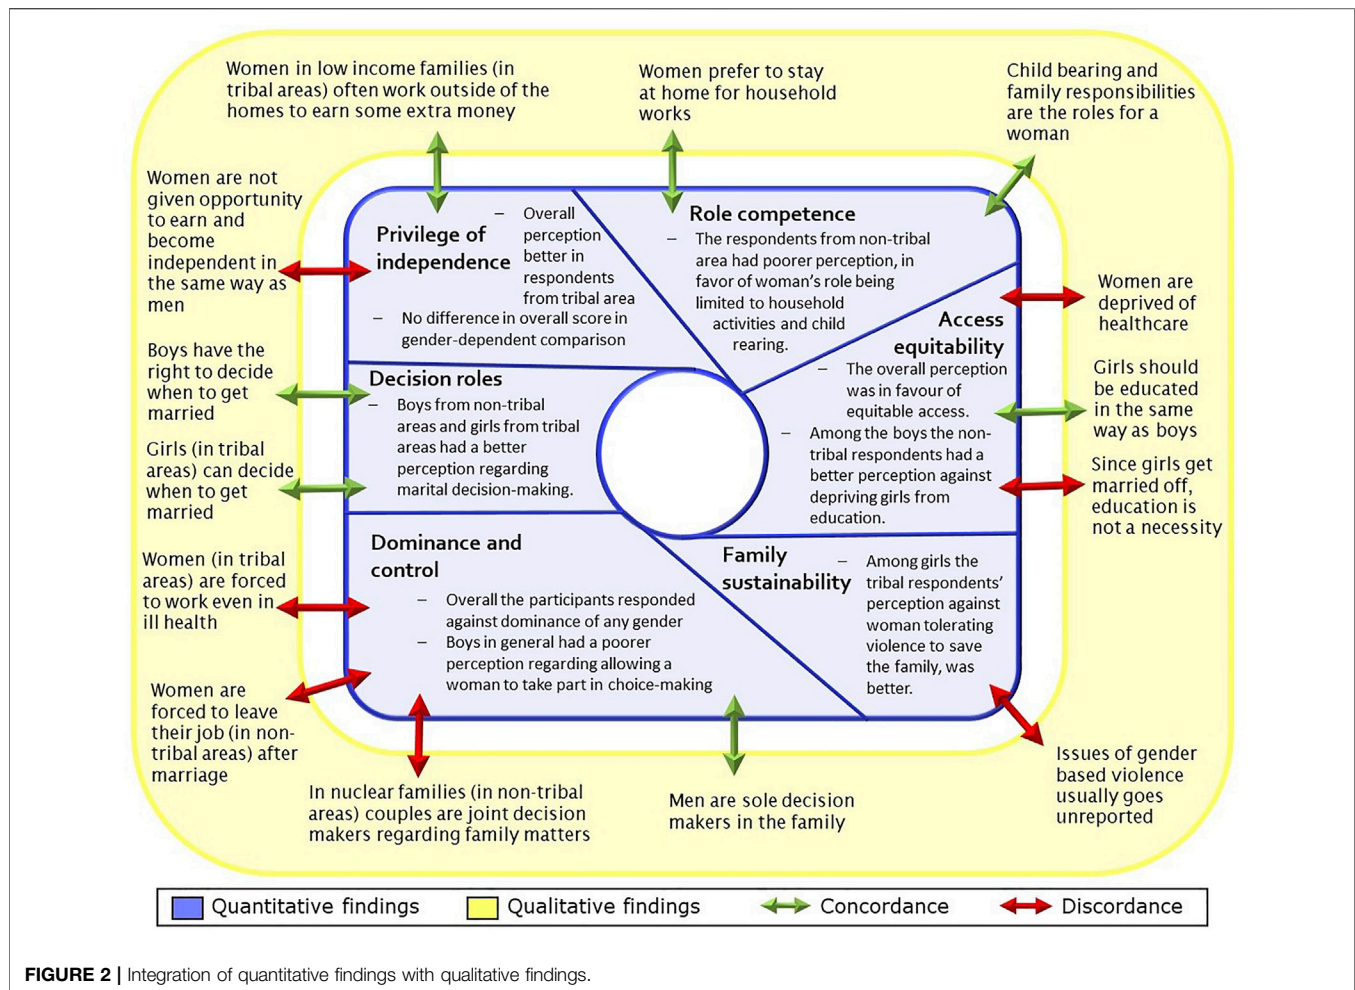 Women in low income families (in
tribal areas) often work outside of the
homes to earn some extra money
Women prefer to stay
at home for household
works
Child bearing and
family responsibilities
are the roles for a
woman
Women are not
given opportunity
to earn and
become
independent in
the same way as
men
Boys have the
right to decide
when to get
married
Girls (in tribal
areas) can decide
when to get
married
Women (in tribal
areas) are forced
to work even in
ill health
Women are
forced to leave
their job (in non-
tribal areas) after
marriage
Privilege of
independence
– Overall
perception
better in
respondents
from tribal area
– No difference in overall score in
gender-dependent comparison
Role competence
– The respondents from non-tribal
area had poorer perception, in
favor of woman's role being
limited to household
activities and child
rearing.
Access
equitability
– The overall perception
was in favour of
equitable access.
– Among the boys the non-
tribal respondents had a
better perception against
depriving girls from
education.
Decision roles
– Boys from non-tribal
areas and girls from tribal
areas had a better
perception regarding
marital decision-making.
Dominance and
control
– Overall the participants responded
against dominance of any gender
– Boys in general had a poorer
perception regarding allowing a
woman to take part in choice-making
Family
sustainability
– Among girls the
tribal respondents'
perception against
woman tolerating
violence to save
the family, was
better.
Women are
deprived of
healthcare
Girls should
be educated
in the same
way as boys
Since girls get
married off,
education is
not a necessity
Issues of gender
based violence
usually goes
unreported
In nuclear families (in non-tribal
areas) couples are joint decision
makers regarding family matters
Men are sole decision
makers in the family
Quantitative findings
Qualitative findings
Concordance
Discordance
FIGURE 2 | Integration of quantitative findings with qualitative findings.